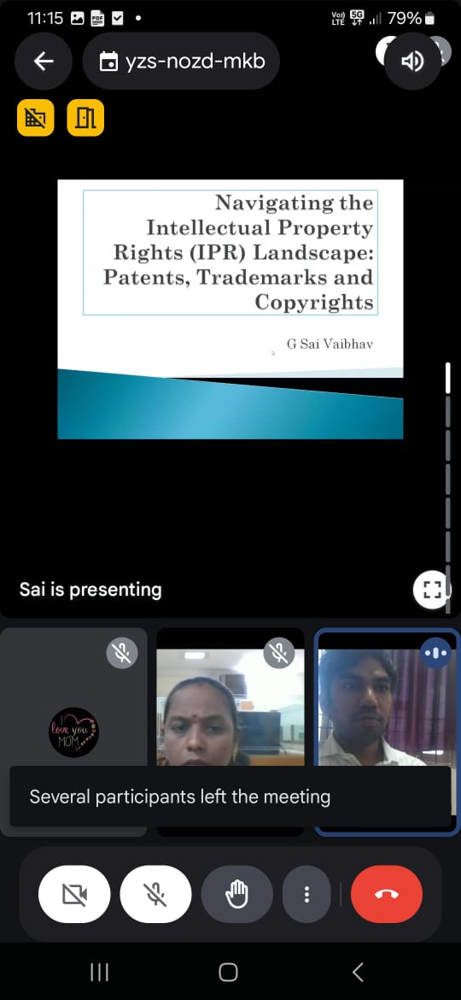 11:15
PDF
Vo)) 5G
LTE
79%
yzs-nozd-mkb
Navigating the
Intellectual Property
Rights (IPR) Landscape:
Patents, Trademarks and
Copyrights
G Sai Vaibhav
Sai is presenting
I
love you
MOM
Several participants left the meeting